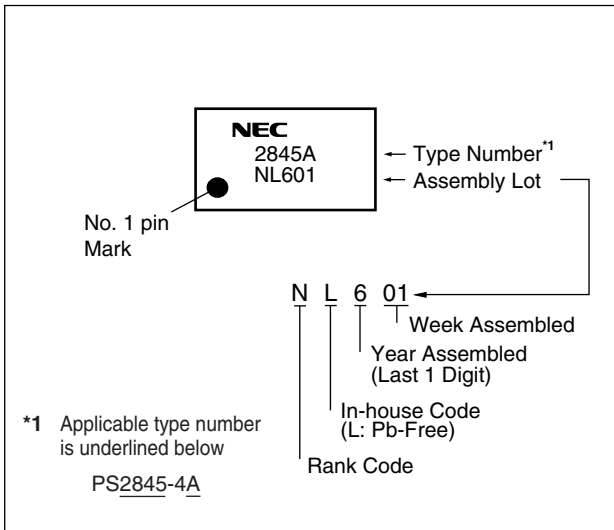 NEC
2845A
NL601
Type Number*1
Assembly Lot
No. 1 pin
Mark
N L 6 01
Week Assembled
Year Assembled
(Last 1 Digit)
In-house Code
(L: Pb-Free)
Rank Code
*1 Applicable type number
is underlined below
PS2845-4A